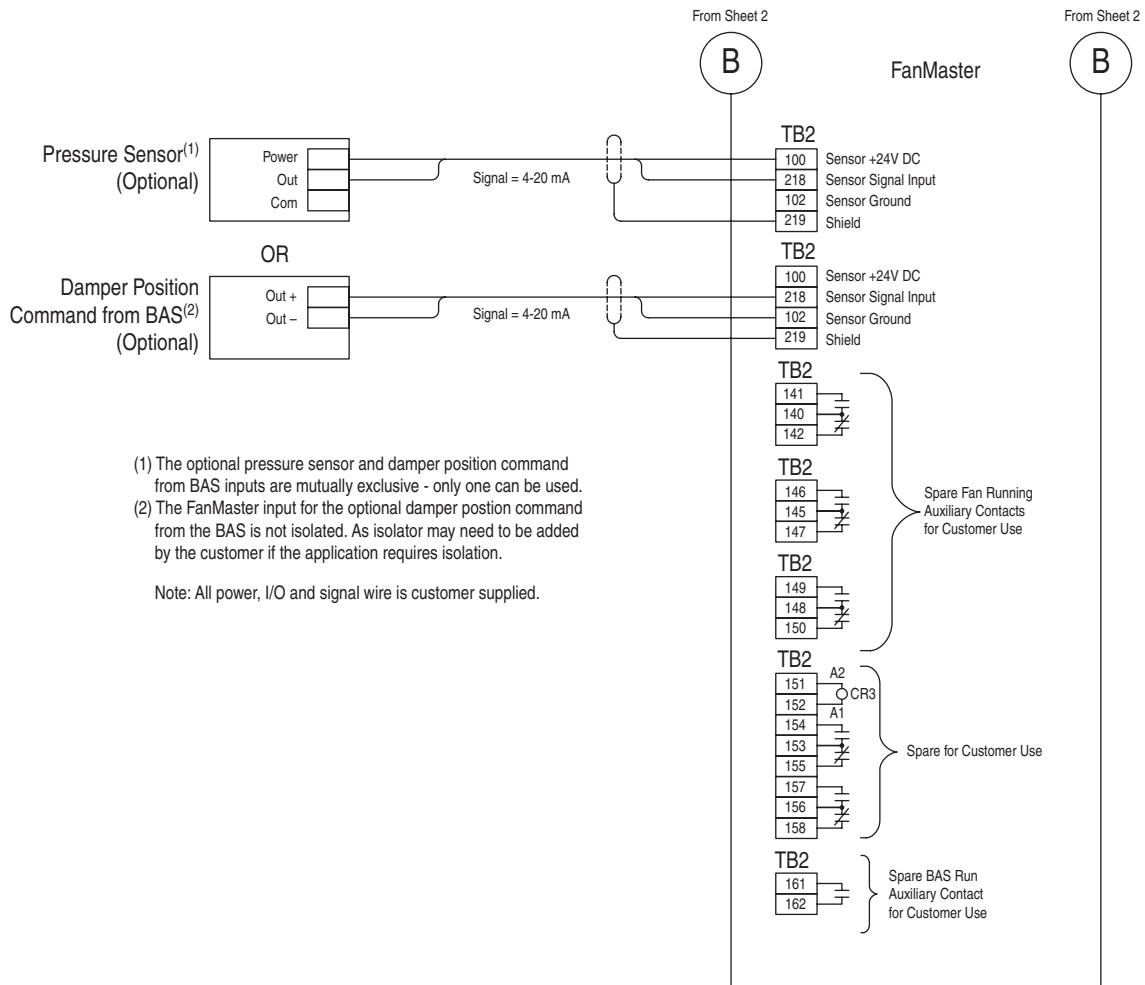 From Sheet 2
From Sheet 2
B
B
FanMaster
Pressure Sensor(1)
(Optional)
Power
Out
Com
Signal = 4-20 mA
TB2
100 Sensor +24V DC
218 Sensor Signal Input
102 Sensor Ground
219 Shield
OR
Damper Position
Command from BAS(2)
(Optional)
Out +
Out –
Signal = 4-20 mA
TB2
100 Sensor +24V DC
218 Sensor Signal Input
102 Sensor Ground
219 Shield
TB2
141
140
142
(1) The optional pressure sensor and damper position command
from BAS inputs are mutually exclusive - only one can be used.
(2) The FanMaster input for the optional damper postion command
from the BAS is not isolated. As isolator may need to be added
by the customer if the application requires isolation.
Note: All power, I/O and signal wire is customer supplied.
TB2
146
145
147
Spare Fan Running
Auxiliary Contacts
for Customer Use
TB2
149
148
150
TB2
151
152
154
153
155
157
156
158
A2
CR3
A1
Spare for Customer Use
TB2
161
162
Spare BAS Run
Auxiliary Contact
for Customer Use